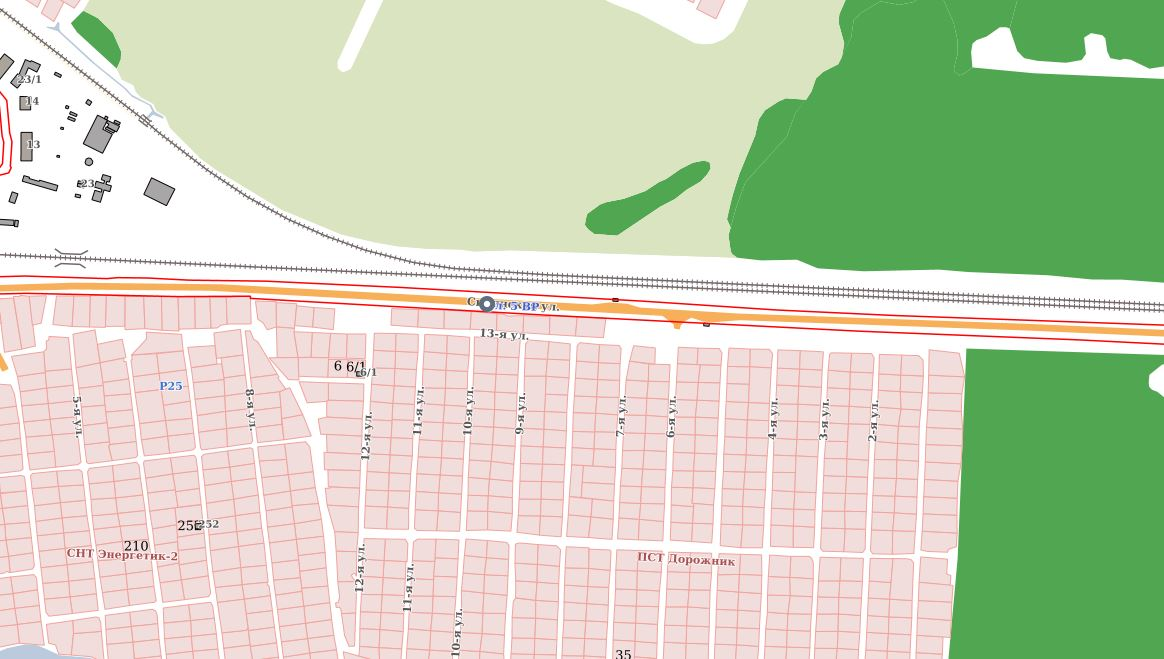 23/1
14
13
23
5 ВР
ул.
13-я ул.
6 6/1
6/1
Р25
5-я ул.
8-я ул.
12-я ул.
11-я ул.
10-я ул.
9-я ул.
7-я ул.
6-я ул.
4-я ул.
3-я ул.
2-я ул.
252
СНТ Энергетик-2
210
ПСТ Дорожник
12-я ул.
11-я ул.
10-я ул.
35